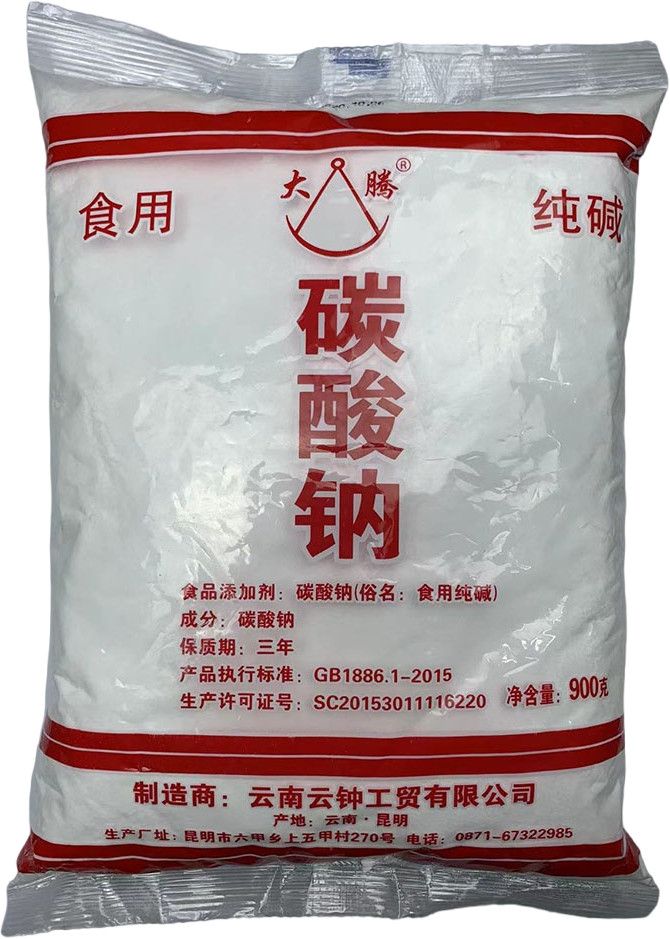 大腾®
食用
纯碱
碳酸钠
食品添加剂：碳酸钠(俗名：食用纯碱)
成分：碳酸钠
保质期：三年
产品执行标准：GB1886.1-2015
生产许可证号：SC20153011116220
净含量：900克
制造商：云南云钟工贸有限公司
产地：云南·昆明
生产厂址：昆明市六甲乡上五甲村270号 电话：0871-67322985